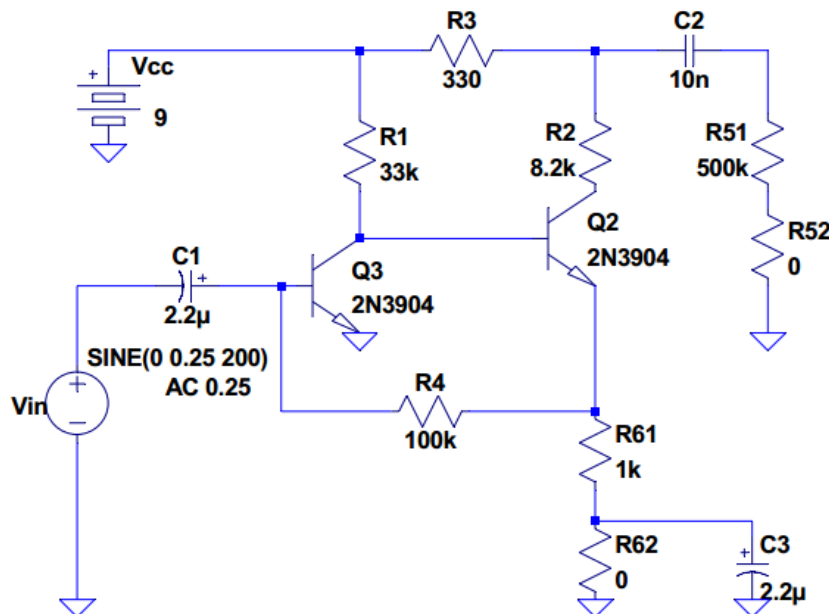 R3
330
C2
10n
Vcc
+
9
R1
33k
R2
8.2k
R51
500k
R52
0
C1
+
2.2µ
Q3
2N3904
Q2
2N3904
SINE(0 0.25 200)
AC 0.25
Vin
+
−
R4
100k
R61
1k
R62
0
C3
+
2.2µ